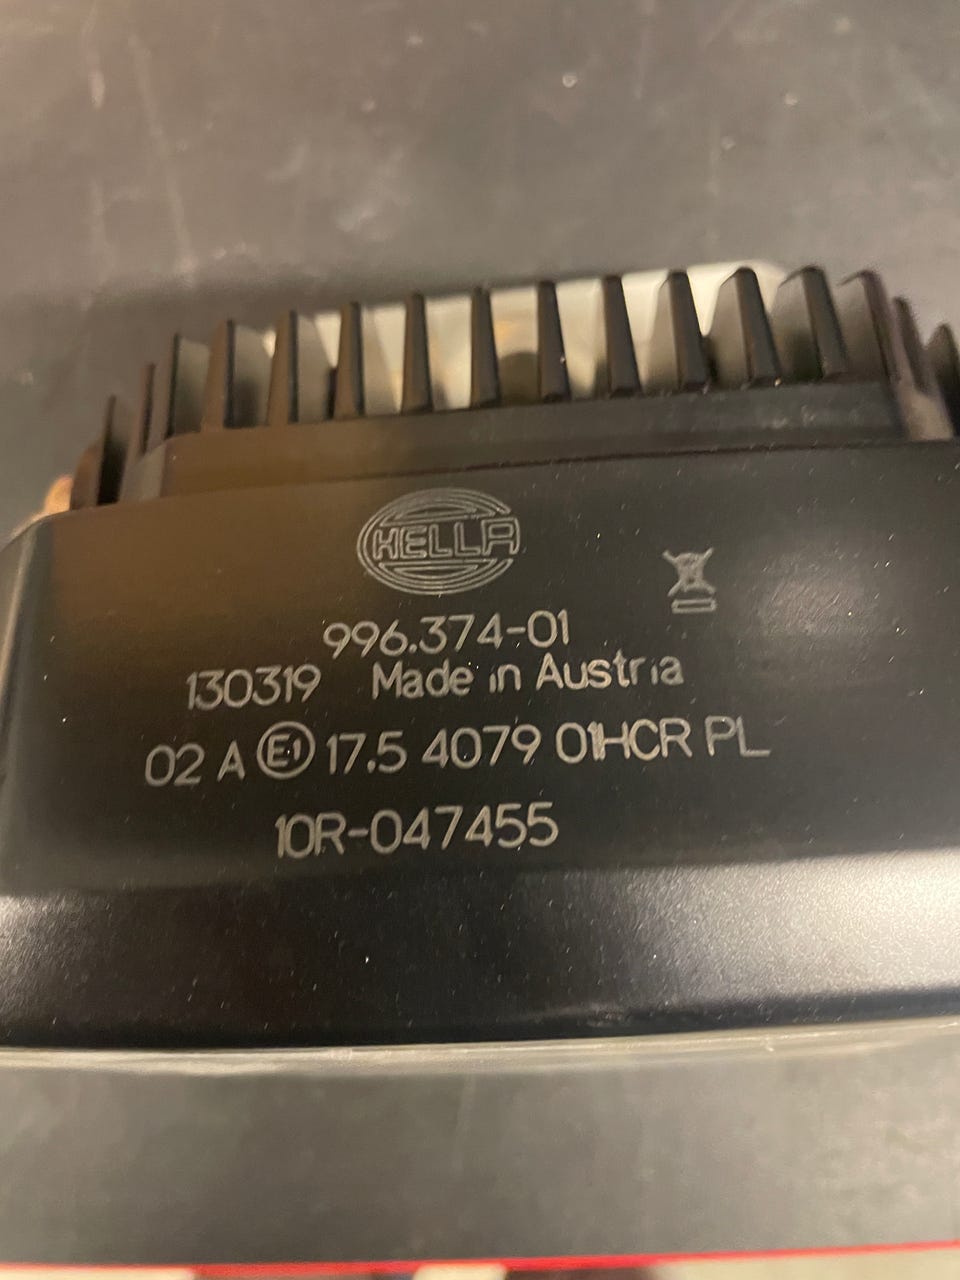 HELLA
996.374-01
130319 Made in Austria
02 A E1 17.5 4079 01HCR PL
10R-047455